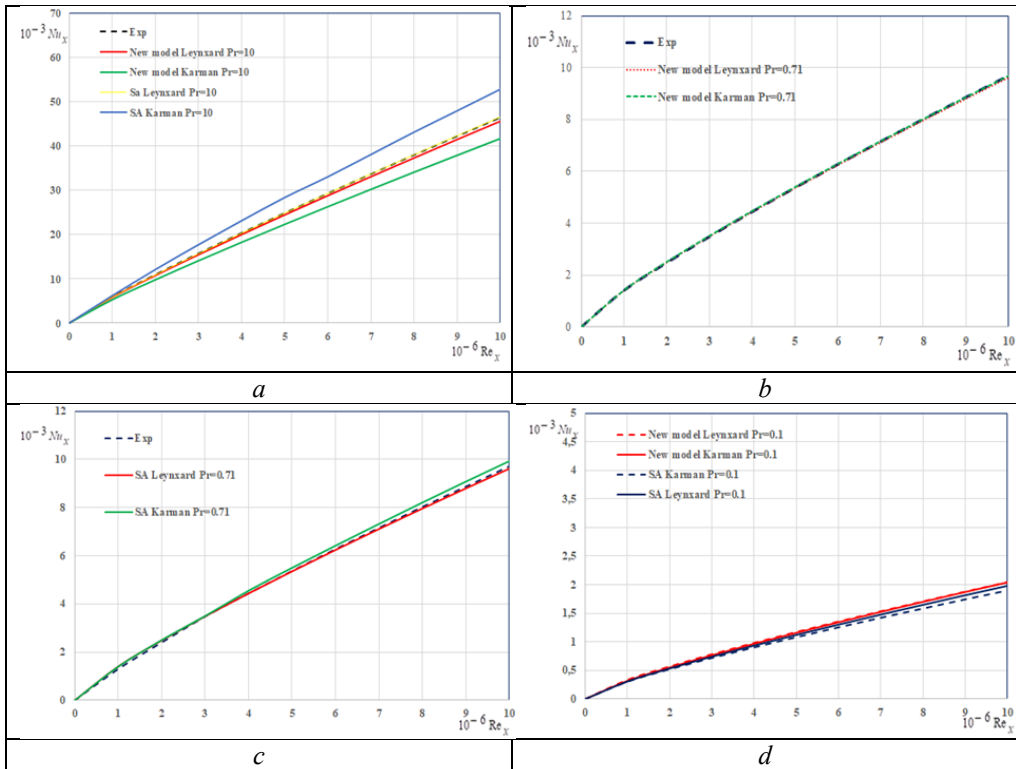 10⁻³ Nuₓ
70
60
50
40
30
20
10
0
Exp
New model Leynxard Pr=10
New model Karman Pr=10
Sa Leynxard Pr=10
SA Karman Pr=10
0 1 2 3 4 5 6 7 8 9 10
10⁻⁶ Reₓ
a
12
10⁻³ Nuₓ
10
8
6
4
2
0
Exp
New model Leynxard Pr=0.71
New model Karman Pr=0.71
0 1 2 3 4 5 6 7 8 9 10
10⁻⁶ Reₓ
b
12
10⁻³ Nuₓ
10
8
6
4
2
0
Exp
SA Leynxard Pr=0.71
SA Karman Pr=0.71
0 1 2 3 4 5 6 7 8 9 10
10⁻⁶ Reₓ
c
5
10⁻³ Nuₓ
4,5
4
3,5
3
2,5
2
1,5
1
0,5
0
New model Leynxard Pr=0.1
New model Karman Pr=0.1
SA Karman Pr=0.1
SA Leynxard Pr=0.1
0 1 2 3 4 5 6 7 8 9 10
10⁻⁶ Reₓ
d